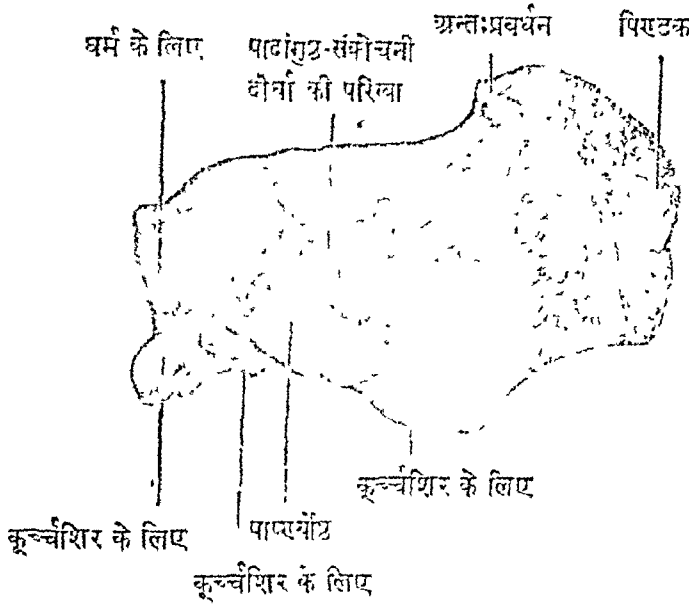 घर्म के लिए
पादांगुष्ठ-संकोचनी
दीर्घा की परिखा
अन्तःप्रवर्धन
पिण्डक
कूर्च्चशिर के लिए
कूर्च्चशिर के लिए
कूर्च्चशिर के लिए